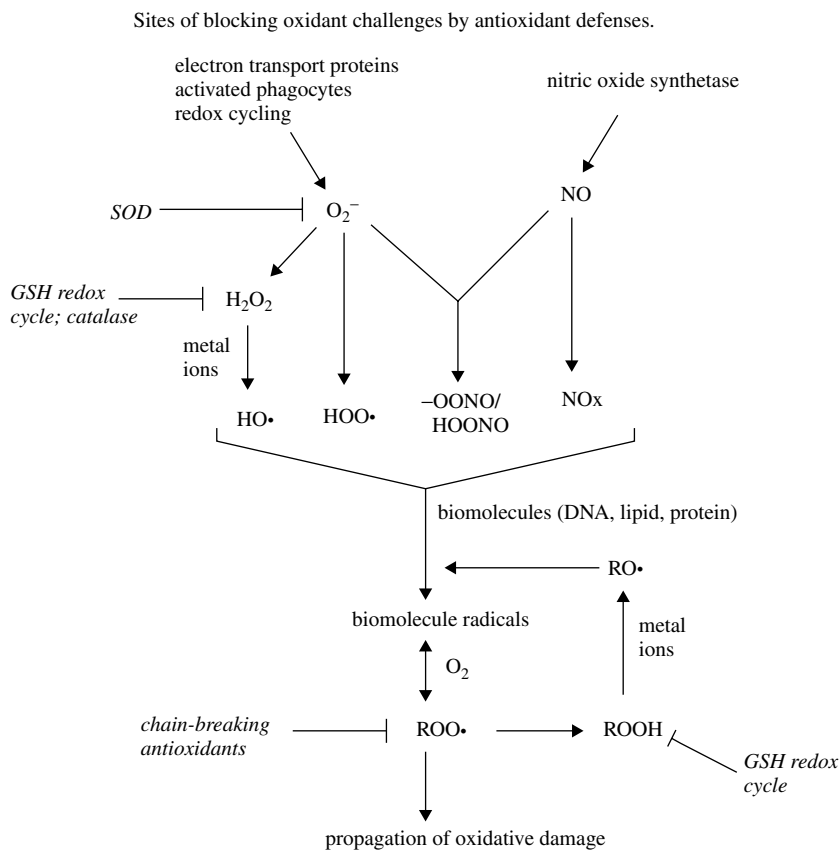 Sites of blocking oxidant challenges by antioxidant defenses.
electron transport proteins
activated phagocytes
redox cycling
nitric oxide synthetase
SOD
O₂⁻
NO
GSH redox
cycle; catalase
H₂O₂
metal
ions
HO•
HOO•
–OONO/
HOONO
NOx
biomolecules (DNA, lipid, protein)
RO•
biomolecule radicals
metal
ions
O₂
chain-breaking
antioxidants
ROO•
ROOH
GSH redox
cycle
propagation of oxidative damage